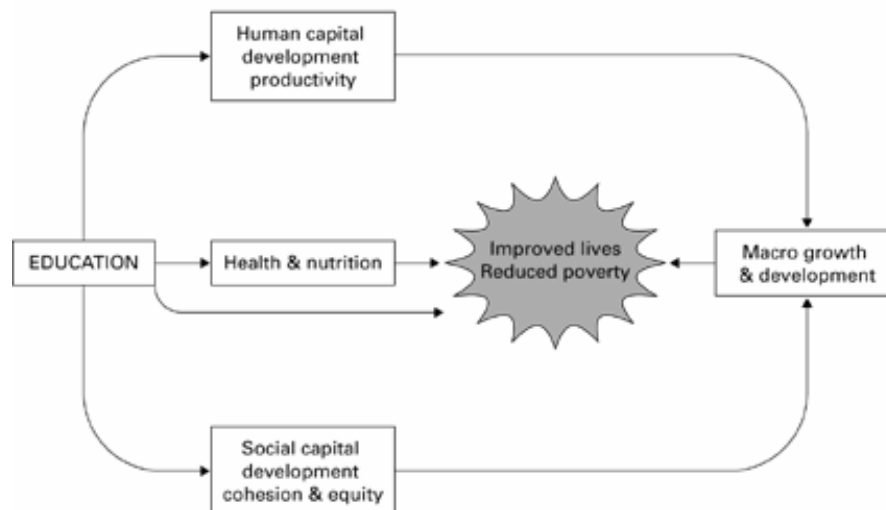 Human capital
development
productivity
EDUCATION
Health & nutrition
Improved lives
Reduced poverty
Macro growth
& development
Social capital
development
cohesion & equity